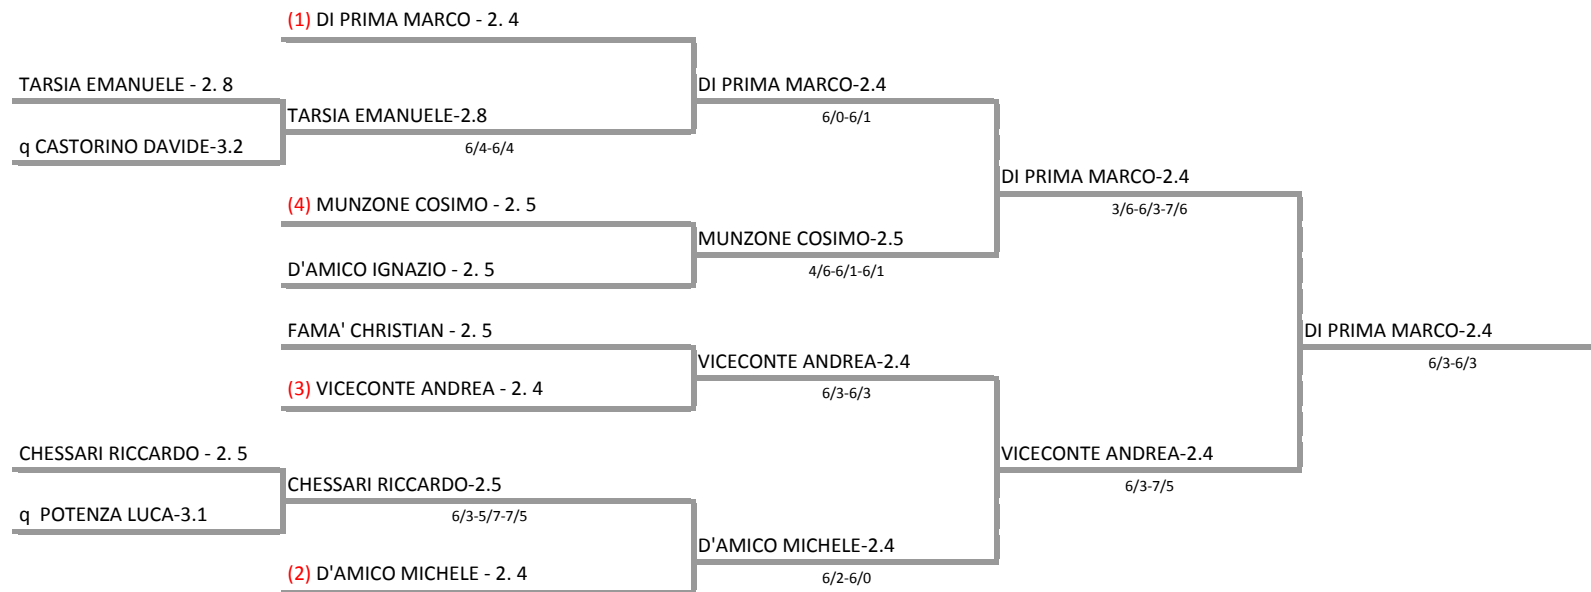 (1) DI PRIMA MARCO - 2. 4
TARSIA EMANUELE - 2. 8
DI PRIMA MARCO-2.4
TARSIA EMANUELE-2.8
6/0-6/1
q CASTORINO DAVIDE-3.2
6/4-6/4
DI PRIMA MARCO-2.4
(4) MUNZONE COSIMO - 2. 5
3/6-6/3-7/6
MUNZONE COSIMO-2.5
D'AMICO IGNAZIO - 2. 5
4/6-6/1-6/1
FAMA' CHRISTIAN - 2. 5
DI PRIMA MARCO-2.4
VICECONTE ANDREA-2.4
6/3-6/3
(3) VICECONTE ANDREA - 2. 4
6/3-6/3
CHESSARI RICCARDO - 2. 5
VICECONTE ANDREA-2.4
CHESSARI RICCARDO-2.5
6/3-7/5
q  POTENZA LUCA-3.1
6/3-5/7-7/5
D'AMICO MICHELE-2.4
(2) D'AMICO MICHELE - 2. 4
6/2-6/0